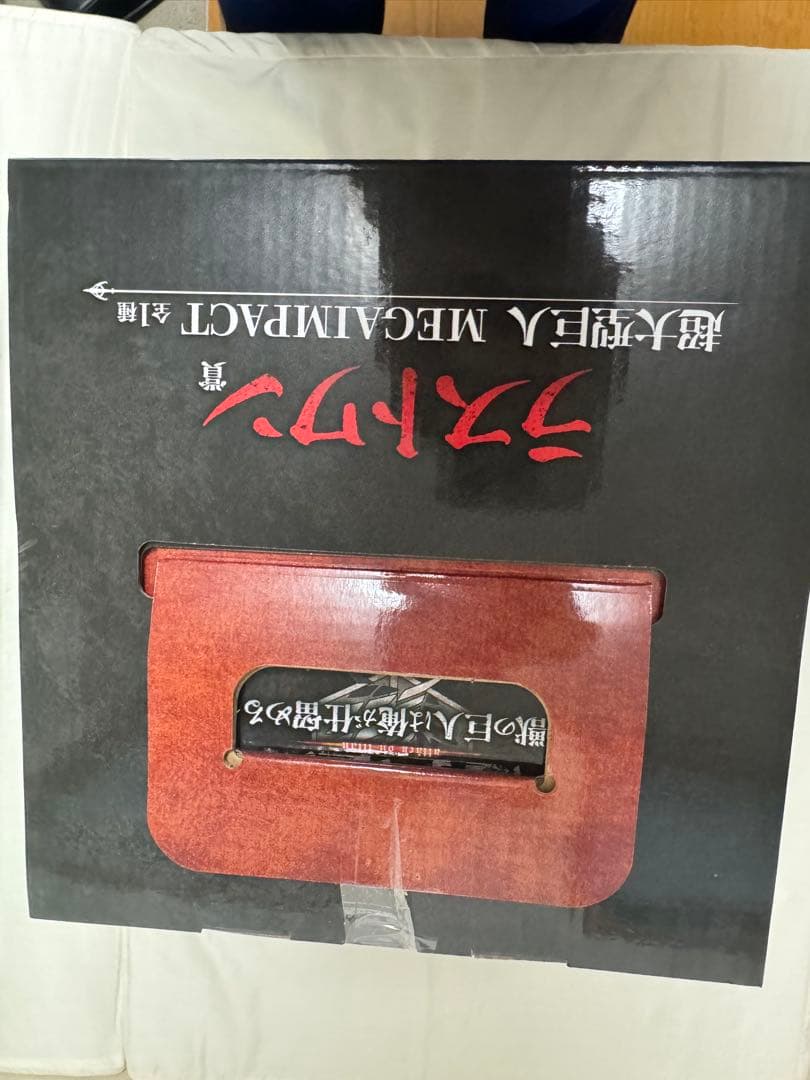 獣の巨人は俺が仕留める
attack on titan
ラストワン賞
超大型巨人 MEGAIMPACT 全1種